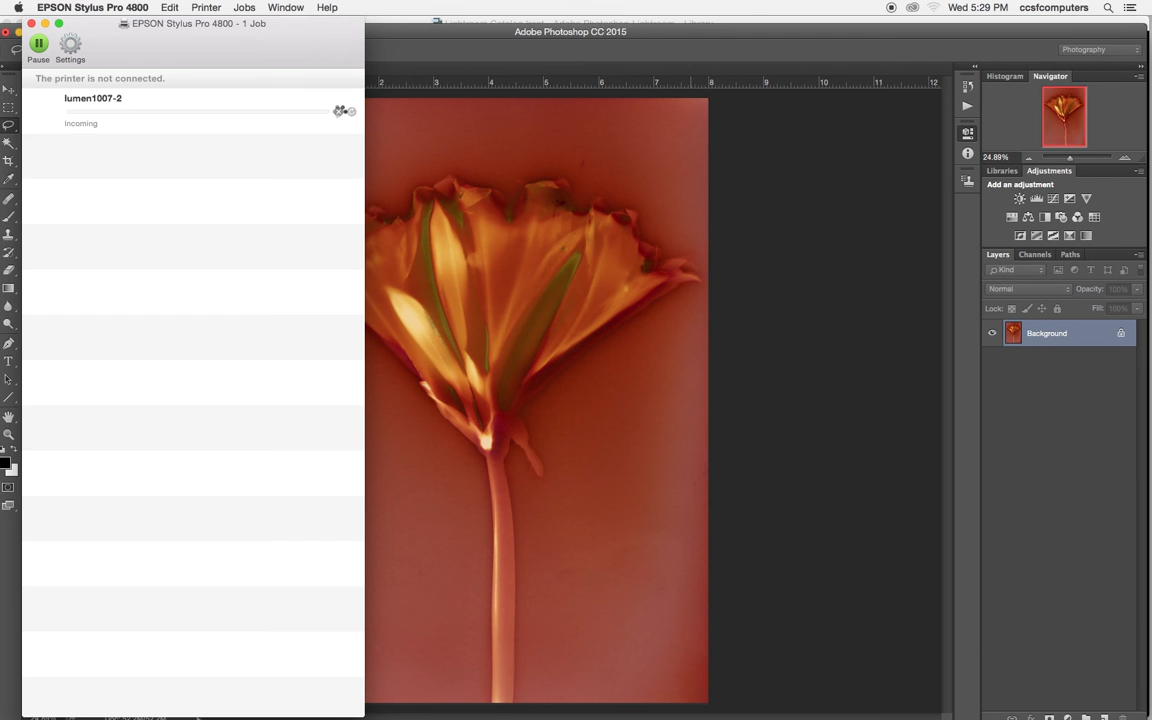 EPSON Stylus Pro 4800 Edit Printer Jobs Window Help Wed 5:29 PM ccsfcomputers
EPSON Stylus Pro 4800 - 1 Job
Adobe Photoshop CC 2015
Pause Settings
Photography
The printer is not connected.
lumen1007-2
Incoming
2 3 4 5 6 7 8 9 10 11 12
Histogram Navigator
24.89%
Libraries Adjustments
Add an adjustment
Layers Channels Paths
Kind
Normal Opacity: 100%
Lock: Fill: 100%
Background